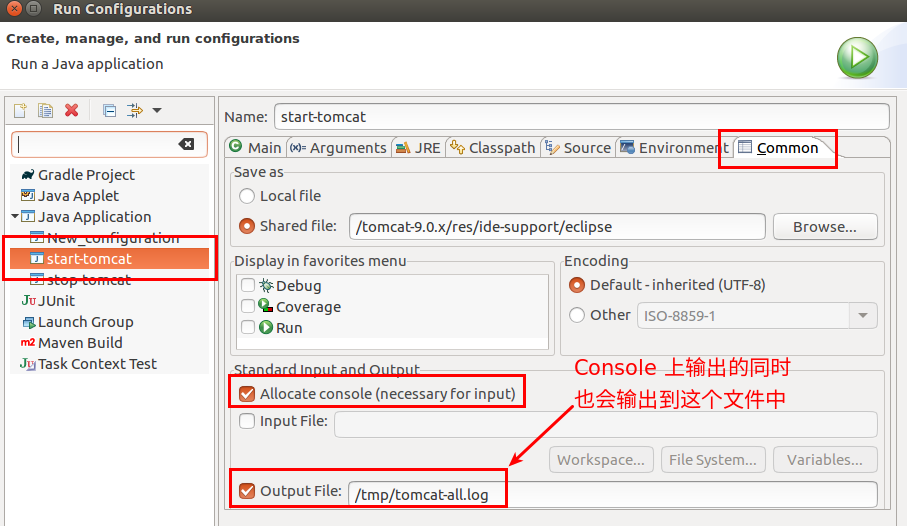 Run Configurations
Create, manage, and run configurations
Run a Java application
Name: start-tomcat
Main
Arguments
JRE
Classpath
Source
Environment
Common
Gradle Project
Java Applet
Java Application
New_configuration
start-tomcat
stop-tomcat
JUnit
Launch Group
Maven Build
Task Context Test
Save as
Local file
Shared file: /tomcat-9.0.x/res/ide-support/eclipse Browse...
Display in favorites menu
Debug
Coverage
Run
Encoding
Default - inherited (UTF-8)
Other ISO-8859-1
Console 上输出的同时
也会输出到这个文件中
Standard Input and Output
Allocate console (necessary for input)
Input File:
Workspace... File System... Variables...
Output File: /tmp/tomcat-all.log